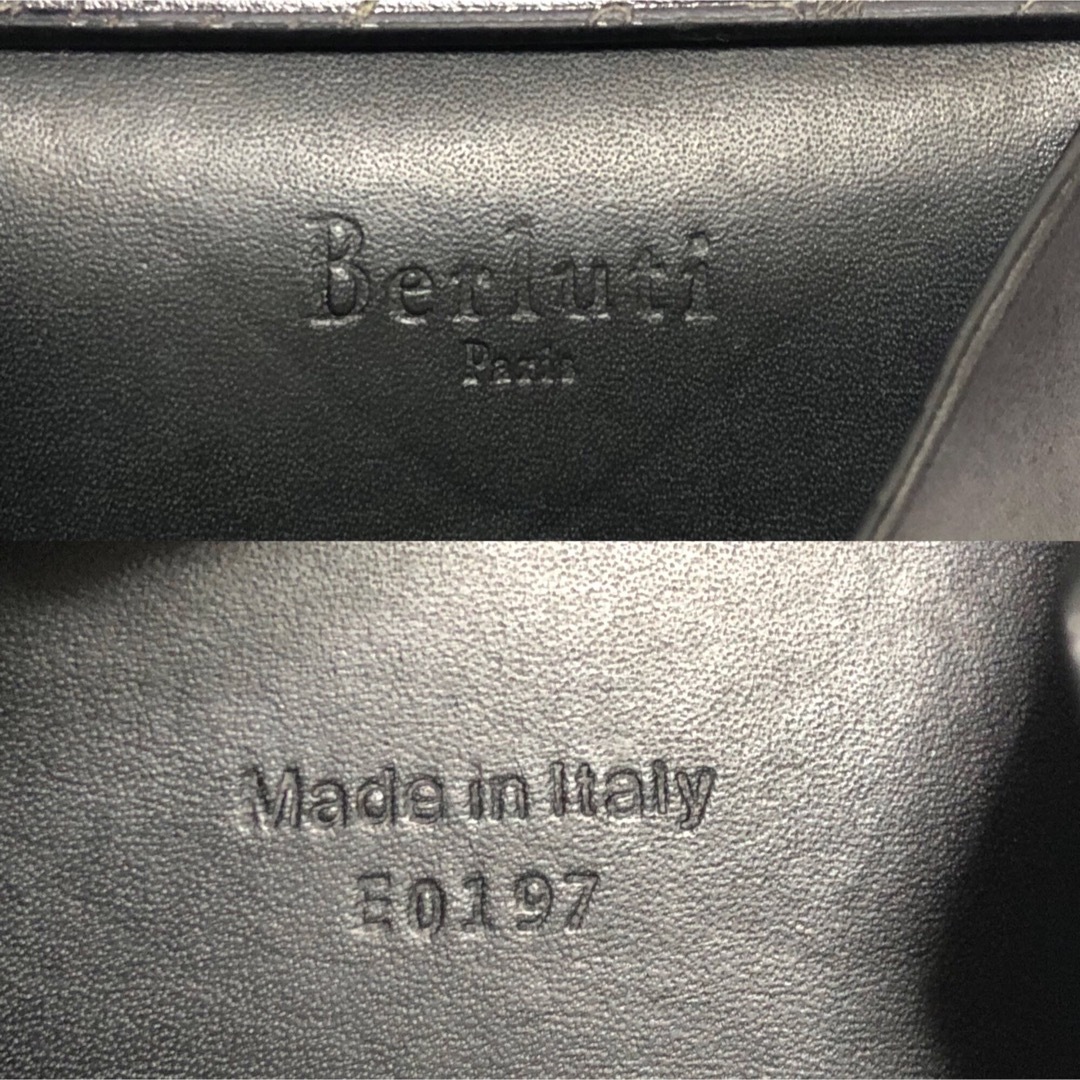 Berluti
Paris
Made in Italy
E0197